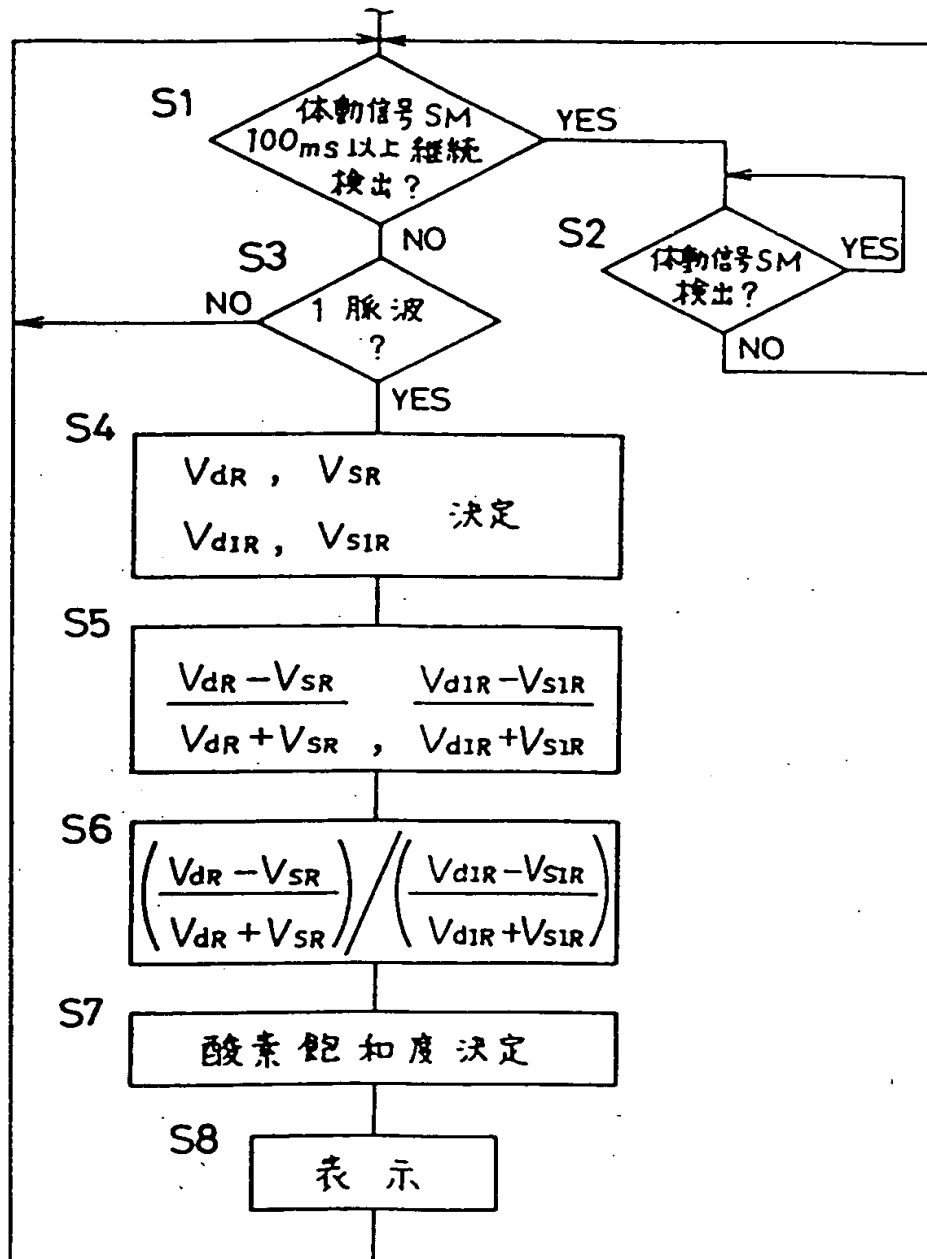 S1
体動信号SM
100ms以上継続
検出?
YES
NO
S2
体動信号SM
検出?
YES
NO
S3
1脈波
?
NO
YES
S4
VdR , VSR
VdIR , VSIR
決定
S5
VdR－VSR
VdR＋VSR
,
VdIR－VSIR
VdIR＋VSIR
S6
(VdR－VSR
VdR＋VSR)
/
(VdIR－VSIR
VdIR＋VSIR)
S7
酸素飽和度決定
S8
表示